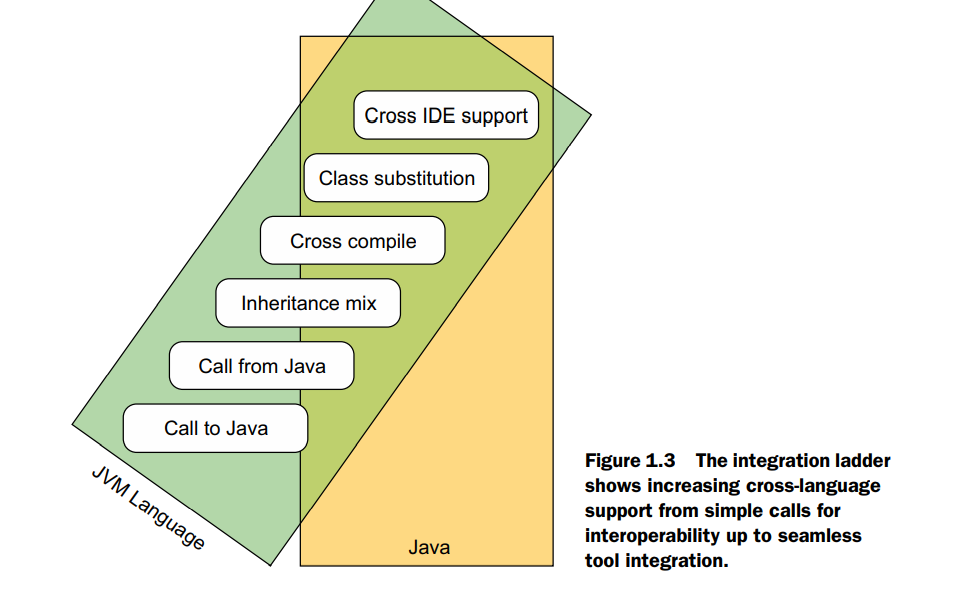 Cross IDE support
Class substitution
Cross compile
Inheritance mix
Call from Java
Call to Java
JVM Language
Java
Figure 1.3 The integration ladder
shows increasing cross-language
support from simple calls for
interoperability up to seamless
tool integration.